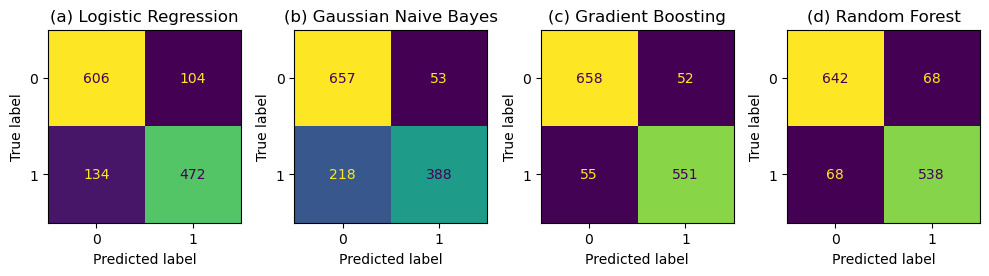 (a) Logistic Regression
True label
0
606
104
1
134
472
0
1
Predicted label
(b) Gaussian Naive Bayes
True label
0
657
53
1
218
388
0
1
Predicted label
(c) Gradient Boosting
True label
0
658
52
1
55
551
0
1
Predicted label
(d) Random Forest
True label
0
642
68
1
68
538
0
1
Predicted label